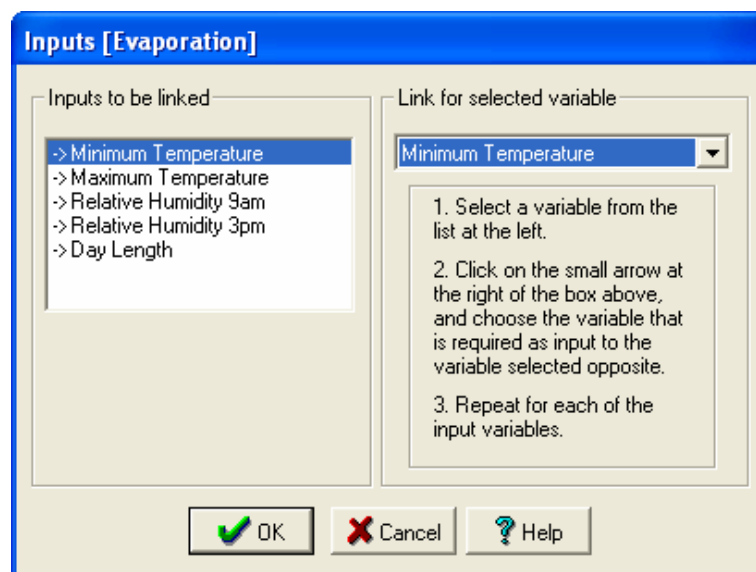 Inputs [Evaporation]
Inputs to be linked
-> Minimum Temperature
-> Maximum Temperature
-> Relative Humidity 9am
-> Relative Humidity 3pm
-> Day Length
Link for selected variable
Minimum Temperature
1. Select a variable from the
list at the left.
2. Click on the small arrow at
the right of the box above,
and choose the variable that
is required as input to the
variable selected opposite.
3. Repeat for each of the
input variables.
OK
Cancel
Help